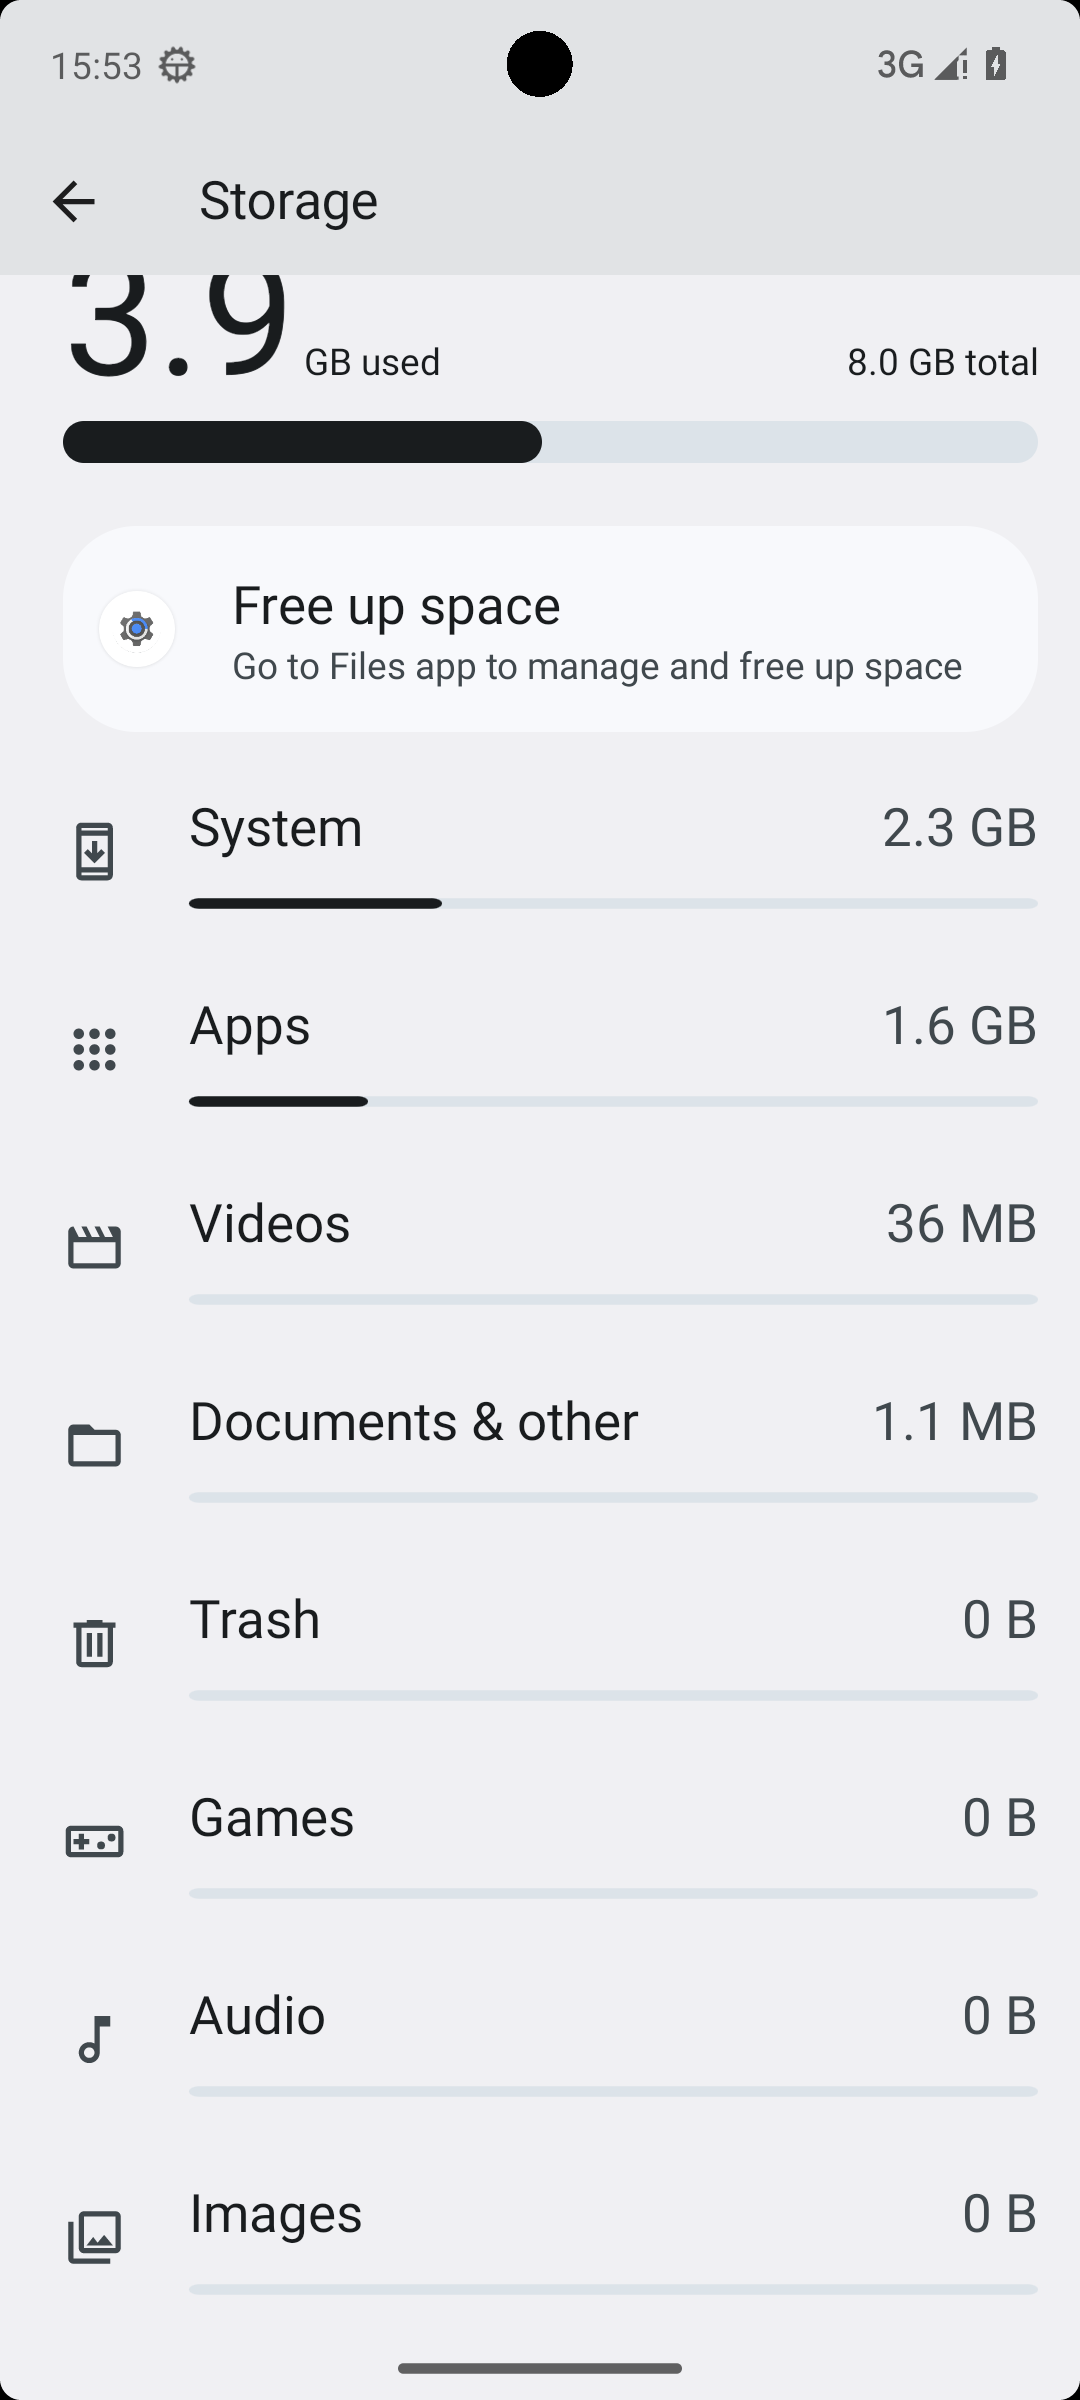 15:53
3G
Storage
3.9 GB used
8.0 GB total
Free up space
Go to Files app to manage and free up space
System
2.3 GB
Apps
1.6 GB
Videos
36 MB
Documents & other
1.1 MB
Trash
0 B
Games
0 B
Audio
0 B
Images
0 B